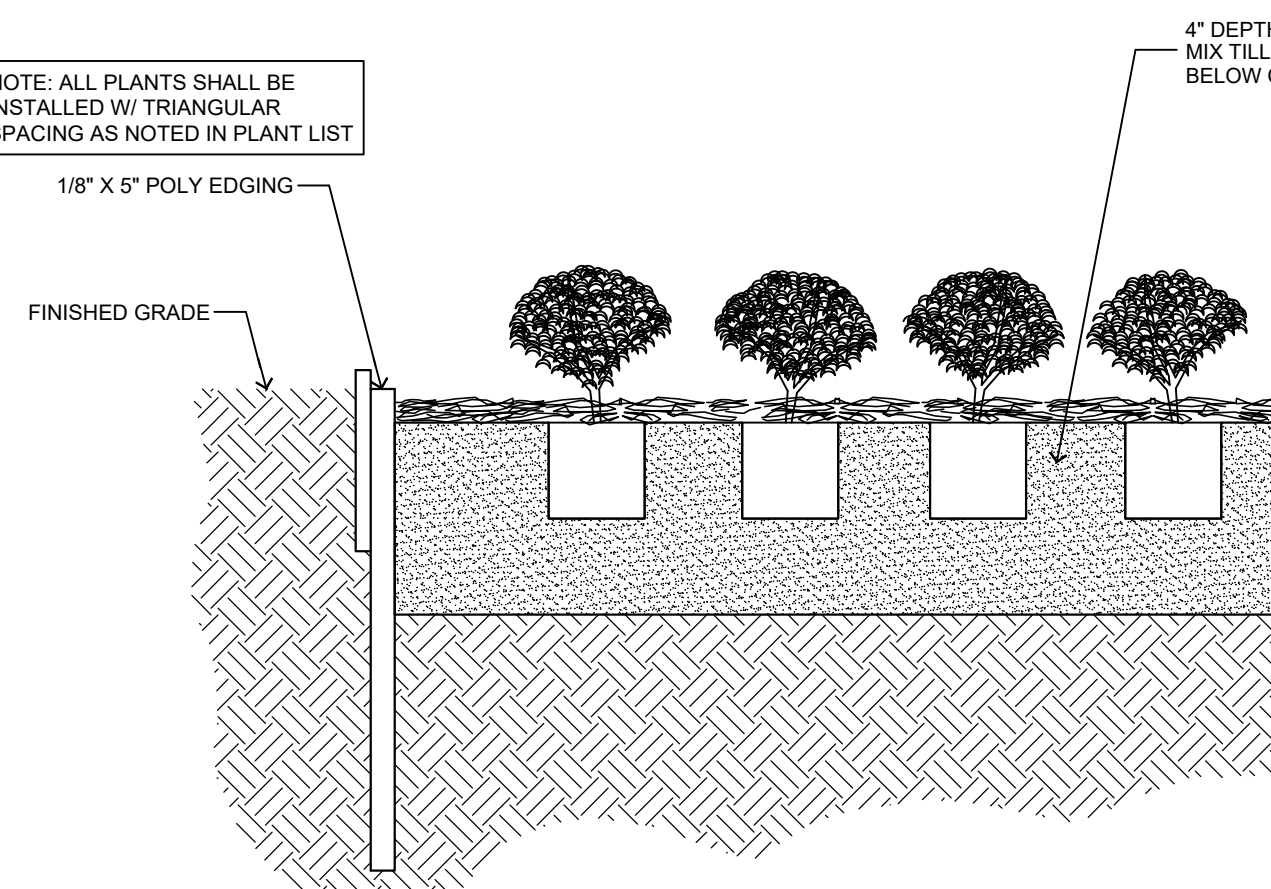 NOTE: ALL PLANTS SHALL BE
INSTALLED W/ TRIANGULAR
SPACING AS NOTED IN PLANT LIST
1/8" X 5" POLY EDGING
FINISHED GRADE
4" DEPTH
MIX TILL
BELOW